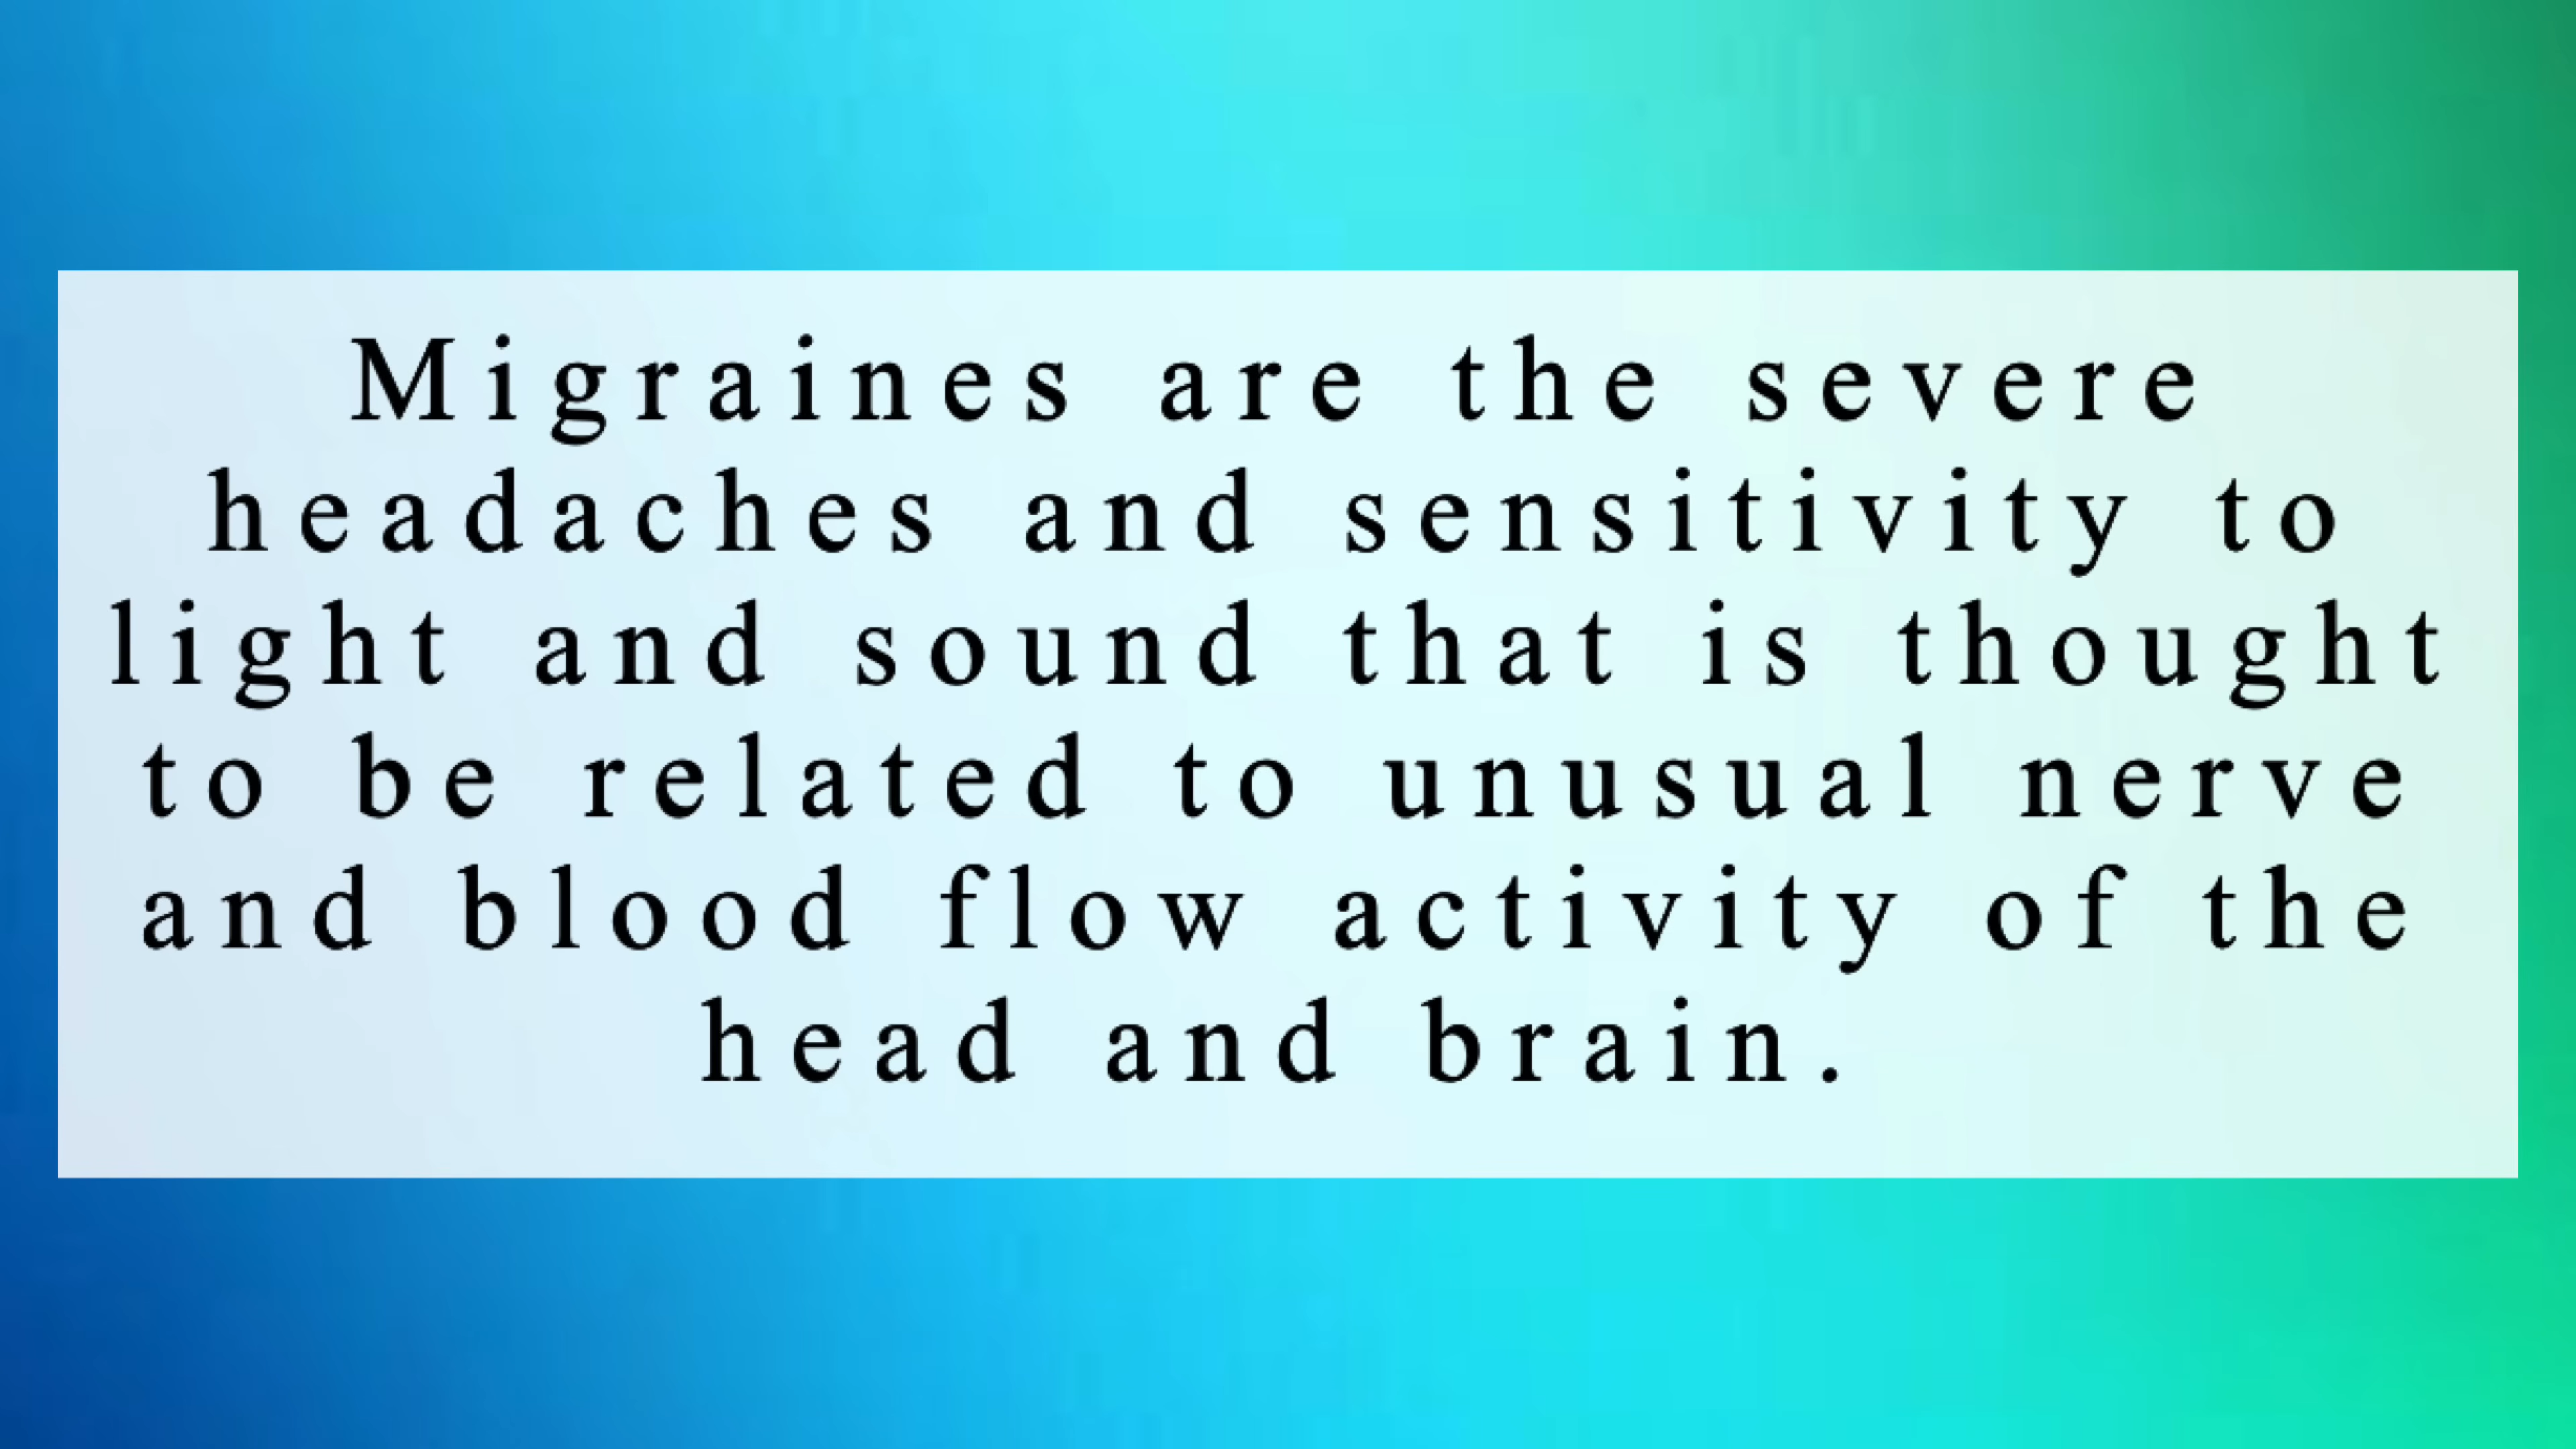 Migraines are the severe
headaches and sensitivity to
light and sound that is thought
to be related to unusual nerve
and blood flow activity of the
head and brain.